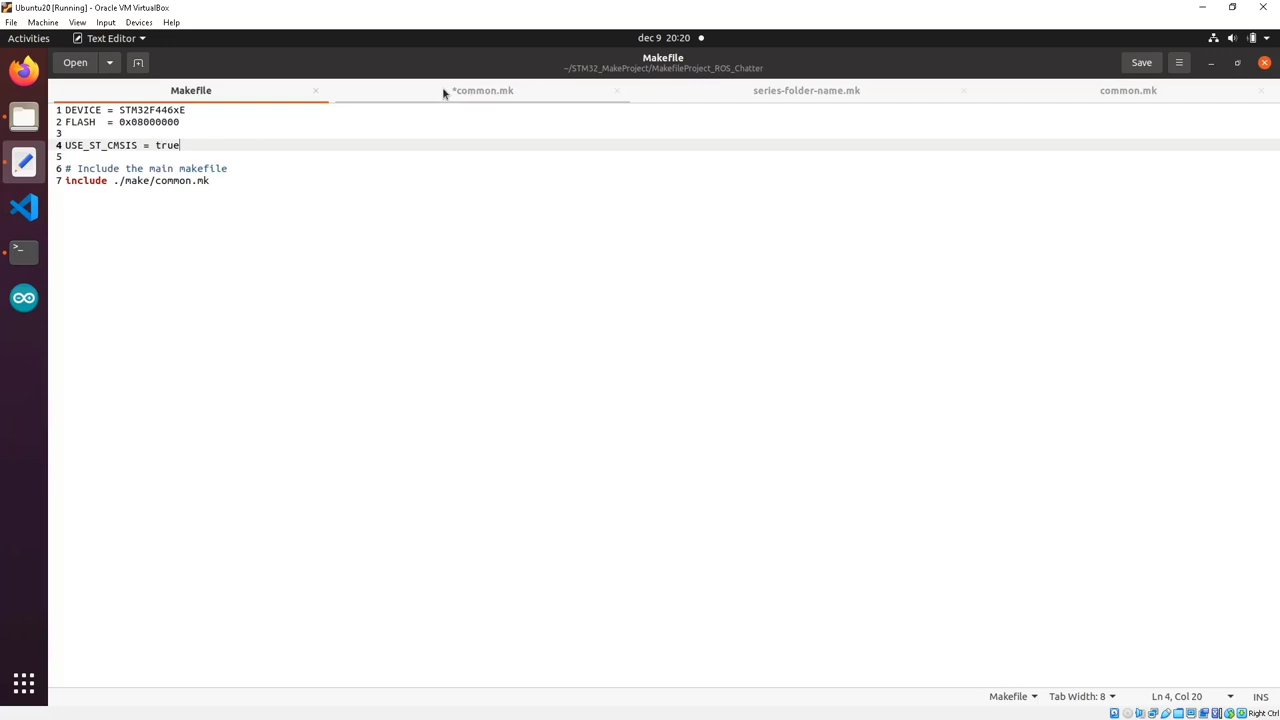 Ubuntu20 [Running] - Oracle VM VirtualBox
File Machine View Input Devices Help
Activities Text Editor dec 9 20:20
Open Makefile Save
~/STM32_MakeProject/MakefileProject_ROS_Chatter
Makefile × *common.mk × series-folder-name.mk × common.mk ×
1 DEVICE = STM32F446xE
2 FLASH = 0x08000000
3
4 USE_ST_CMSIS = true
5
6 # Include the main makefile
7 include ./make/common.mk
Makefile Tab Width: 8 Ln 4, Col 20 INS
Right Ctrl